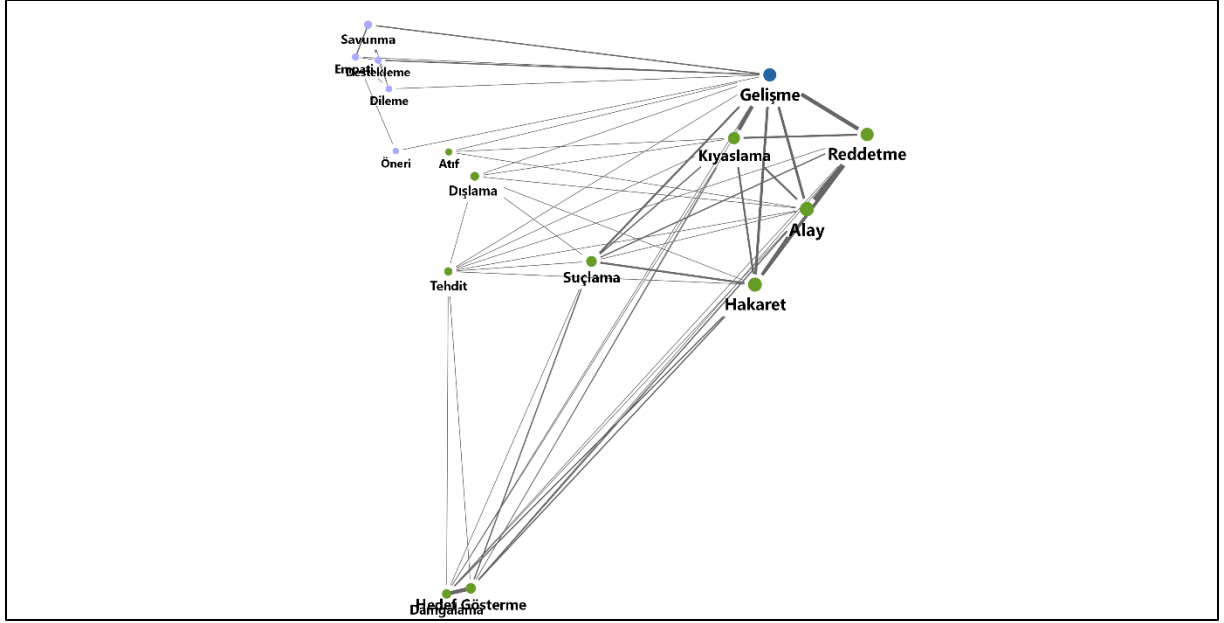 Savunma
Empati
Destekleme
Dileme
Gelişme
Kıyaslama
Reddetme
Öneri
Atıf
Dışlama
Alay
Tehdit
Suçlama
Hakaret
Hedef Gösterme
Damgalama